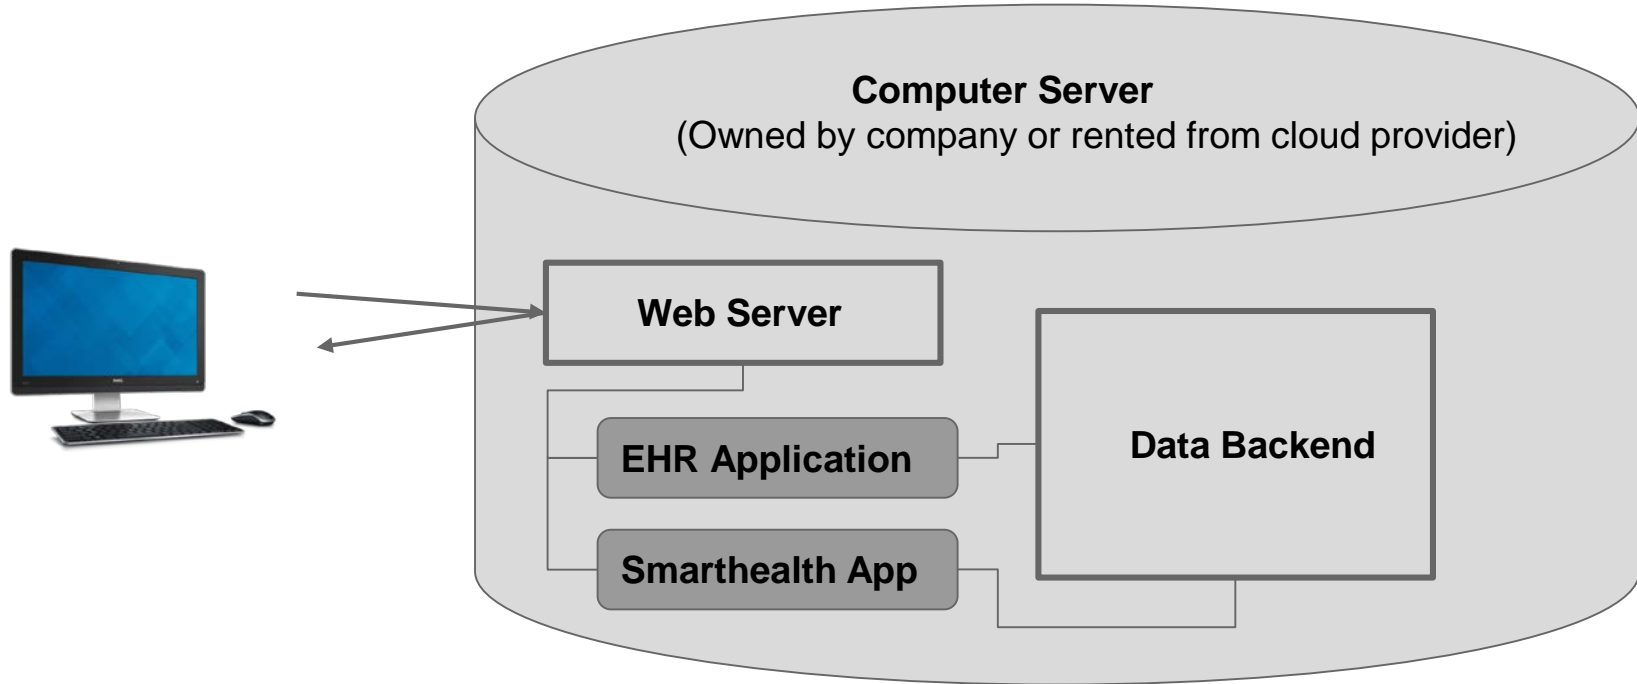 Computer Server
(Owned by company or rented from cloud provider)
Web Server
Data Backend
EHR Application
Smarthealth App